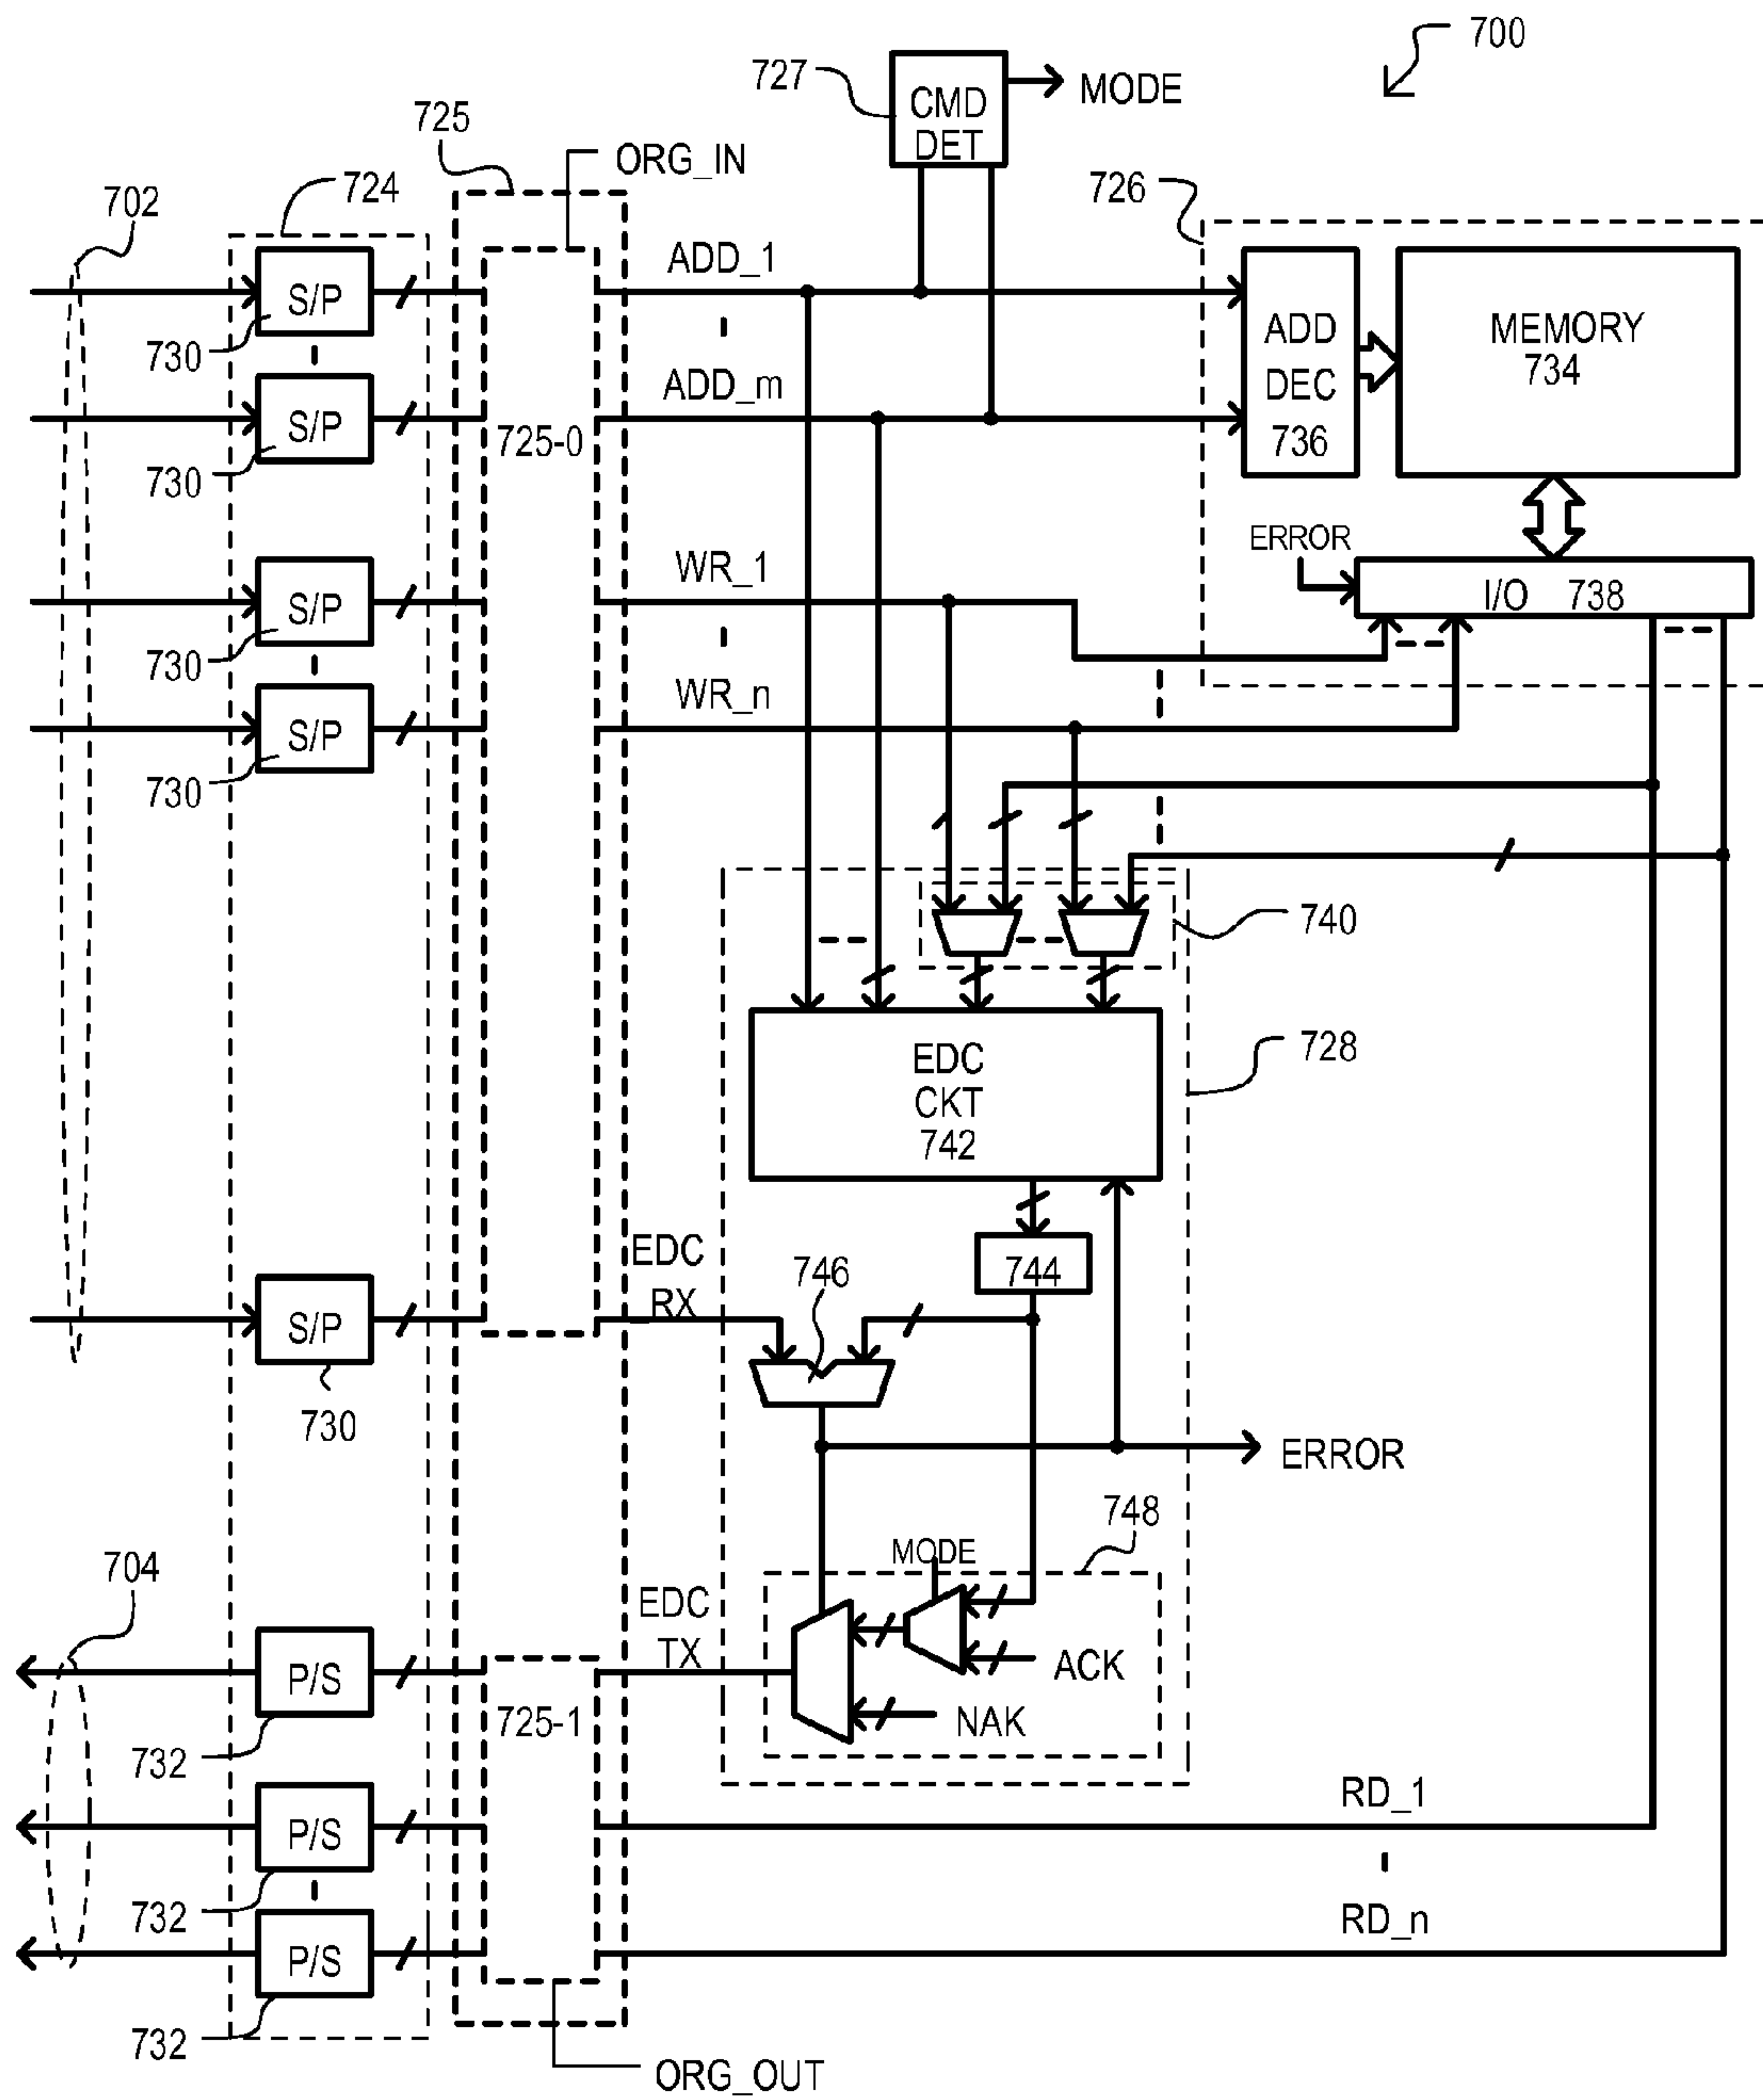 700
727
CMD
DET
MODE
725
ORG_IN
724
726
702
ADD_1
S/P
730
ADD
DEC
736
MEMORY
734
ADD_m
S/P
725-0
730
ERROR
WR_1
S/P
I/O 738
730
WR_n
S/P
730
740
EDC
CKT
742
728
EDC
RX
746
744
S/P
730
ERROR
748
704
MODE
EDC
TX
P/S
ACK
725-1
NAK
732
RD_1
P/S
732
RD_n
P/S
732
ORG_OUT